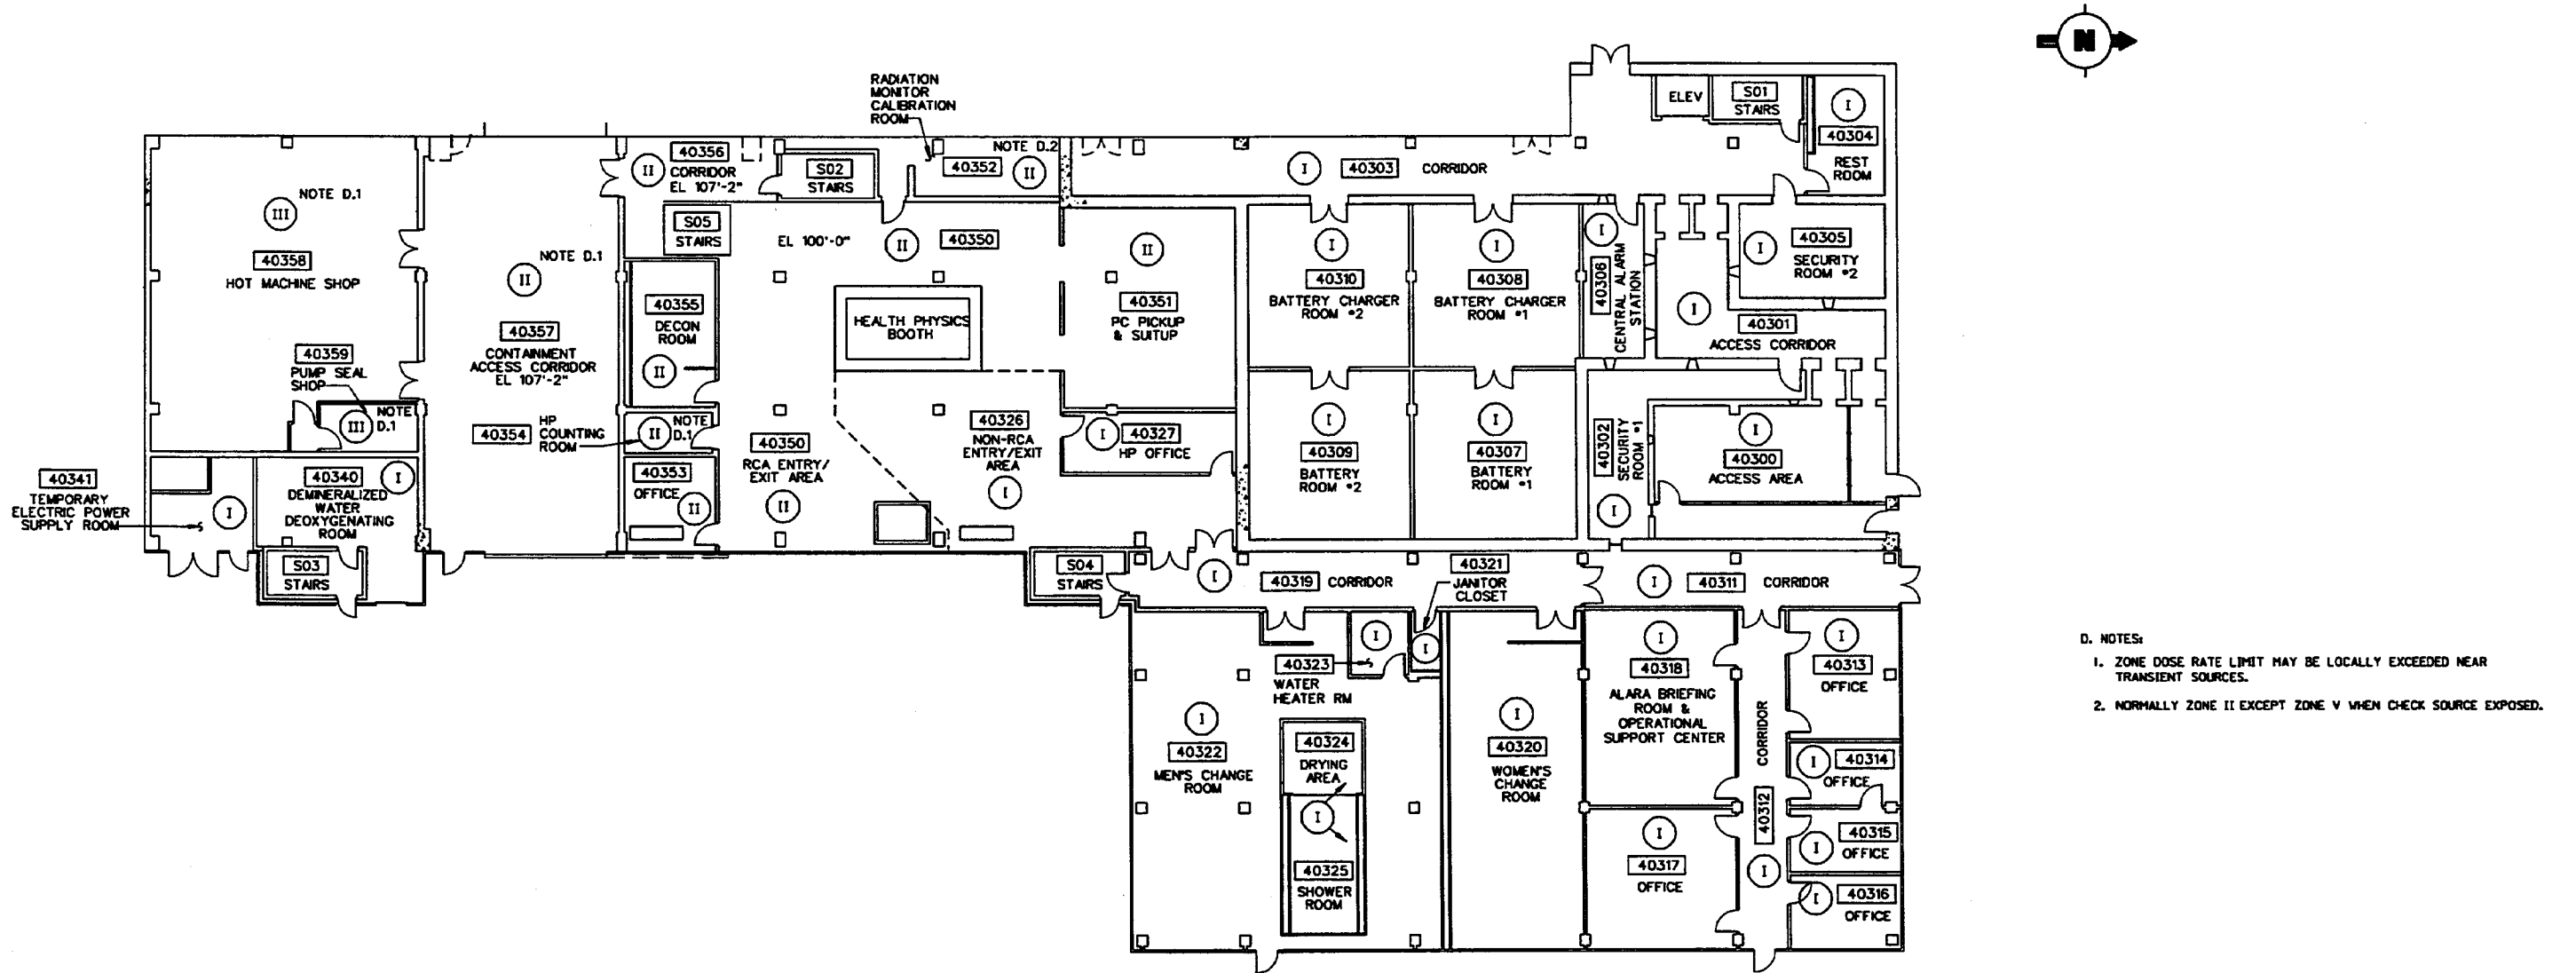 N
RADIATION
MONITOR
CALIBRATION
ROOM
ELEV
S01
STAIRS
I
40304
REST
ROOM
40356
CORRIDOR
EL 107'-2"
II
S02
STAIRS
40352
NOTE D.2
II
I
40303
CORRIDOR
NOTE D.1
III
40358
HOT MACHINE SHOP
NOTE D.1
II
40357
CONTAINMENT
ACCESS CORRIDOR
EL 107'-2"
S05
STAIRS
EL 100'-0"
II
40350
II
40351
PC PICKUP
& SUITUP
I
40310
BATTERY CHARGER
ROOM #2
I
40308
BATTERY CHARGER
ROOM #1
I
40306
CENTRAL ALARM
STATION
I
40305
SECURITY
ROOM #2
I
40301
ACCESS CORRIDOR
40355
DECON
ROOM
II
HEALTH PHYSICS
BOOTH
40359
PUMP SEAL
SHOP
III
NOTE
D.1
40354
HP
COUNTING
ROOM
II
NOTE
D.1
40350
RCA ENTRY/
EXIT AREA
II
40326
NON-RCA
ENTRY/EXIT
AREA
I
I
40327
HP OFFICE
I
40309
BATTERY
ROOM #2
I
40307
BATTERY
ROOM #1
40302
SECURITY
ROOM #1
I
I
40300
ACCESS AREA
40341
TEMPORARY
ELECTRIC POWER
SUPPLY ROOM
I
40340
DEMINERALIZED
WATER
DEOXYGENATING
ROOM
I
40353
OFFICE
II
S03
STAIRS
S04
STAIRS
I
40319
CORRIDOR
40321
JANITOR
CLOSET
I
40311
CORRIDOR
I
40323
WATER
HEATER RM
I
I
40318
ALARA BRIEFING
ROOM &
OPERATIONAL
SUPPORT CENTER
I
40313
OFFICE
I
40322
MEN'S CHANGE
ROOM
40324
DRYING
AREA
I
40325
SHOWER
ROOM
I
40320
WOMEN'S
CHANGE
ROOM
CORRIDOR
40312
I
I
40314
OFFICE
I
40315
OFFICE
I
40317
OFFICE
I
40316
OFFICE
D. NOTES:
1. ZONE DOSE RATE LIMIT MAY BE LOCALLY EXCEEDED NEAR
TRANSIENT SOURCES.
2. NORMALLY ZONE II EXCEPT ZONE V WHEN CHECK SOURCE EXPOSED.